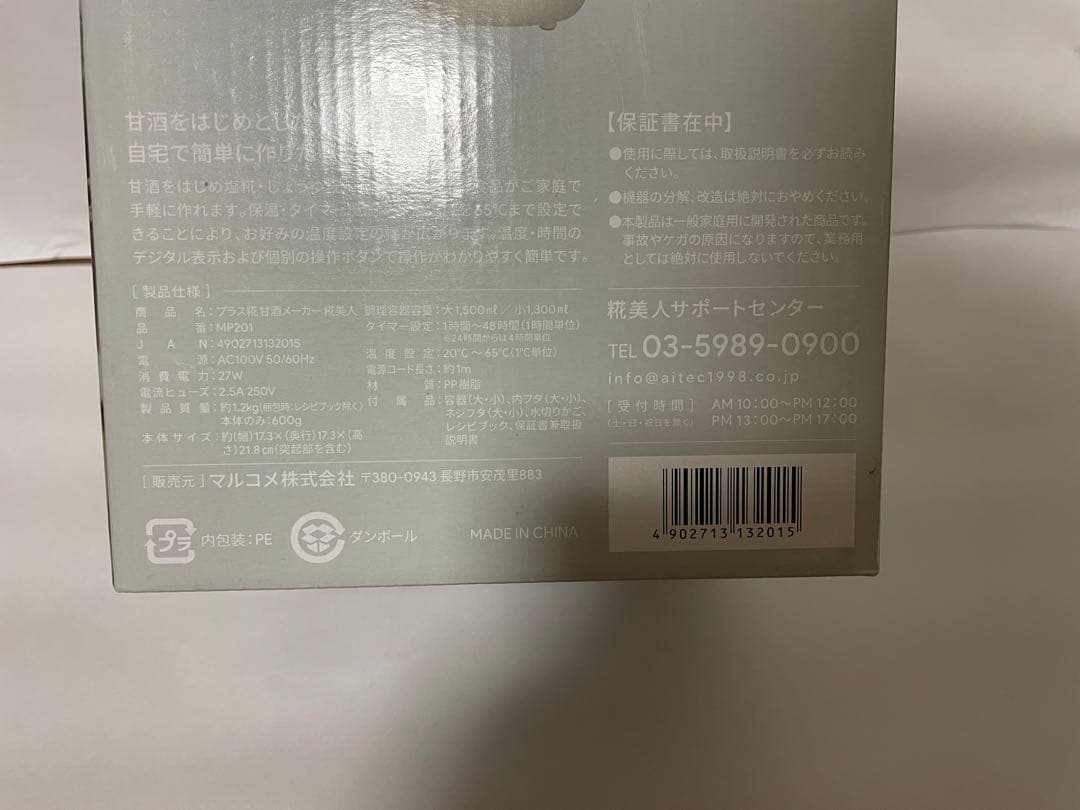 甘酒をはじめとし
自宅で簡単に作り
甘酒をはじめ塩糀・しょうゆ 品がご家庭で
手軽に作れます。保温・タイマー 65℃まで設定で
きることにより、お好みの温度設定の幅が広がります。温度・時間の
デジタル表示および個別の操作ボタンで操作がわかりやすく簡単です。
[製品仕様]
商品名：プラス糀 甘酒メーカー 糀美人
品番：MP201
JAN：4902713132015
電源：AC100V 50/60Hz
消費電力：27W
電流ヒューズ：2.5A 250V
製品質量：約1.2kg(梱包時：レシピブック除く)
本体のみ：600g
本体サイズ：約(幅)17.3×(奥行)17.3×(高
さ)21.8㎝(突起部を含む)
調理容器容量：大1,500㎖／小1,300㎖
タイマー設定：1時間〜48時間(1時間単位)
※24時間からは4時間単位
温度設定：20℃〜65℃(1℃単位)
電源コード長さ：約1m
材質：PP樹脂
付属品：容器(大・小)、内フタ(大・小)、
ネジフタ(大・小)、水切りかご、
レシピブック、保証書兼取扱
説明書
[販売元]マルコメ株式会社 〒380-0943 長野市安茂里883
プラ 内包装：PE ダンボール MADE IN CHINA
【保証書在中】
●使用に際しては、取扱説明書を必ずお読み
ください。
●機器の分解、改造は絶対におやめください。
●本製品は一般家庭用に開発された商品です。
事故やケガの原因になりますので、業務用
としては絶対に使用しないでください。
糀美人サポートセンター
TEL 03-5989-0900
info@aitec1998.co.jp
[受付時間] AM10:00〜PM12:00
(土・日・祝日を除く) PM13:00〜PM17:00
4 902713 132015